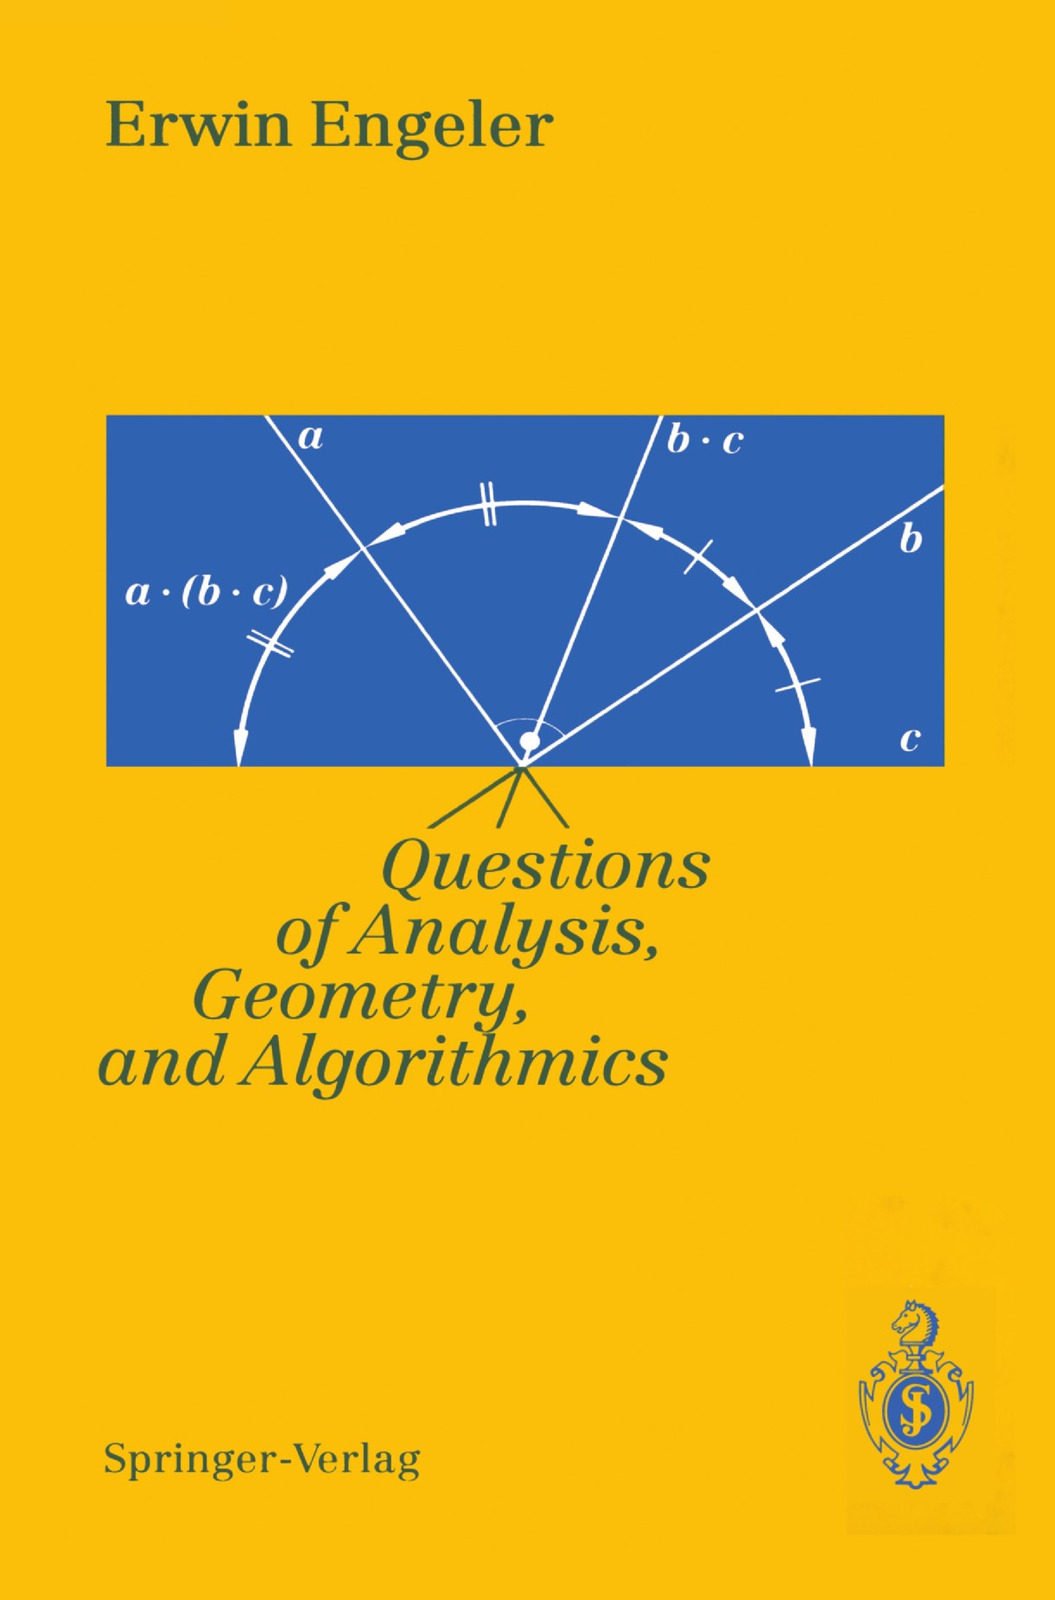 Erwin Engeler
a
b · c
b
a · (b · c)
c
Questions
of Analysis,
Geometry,
and Algorithmics
Springer-Verlag